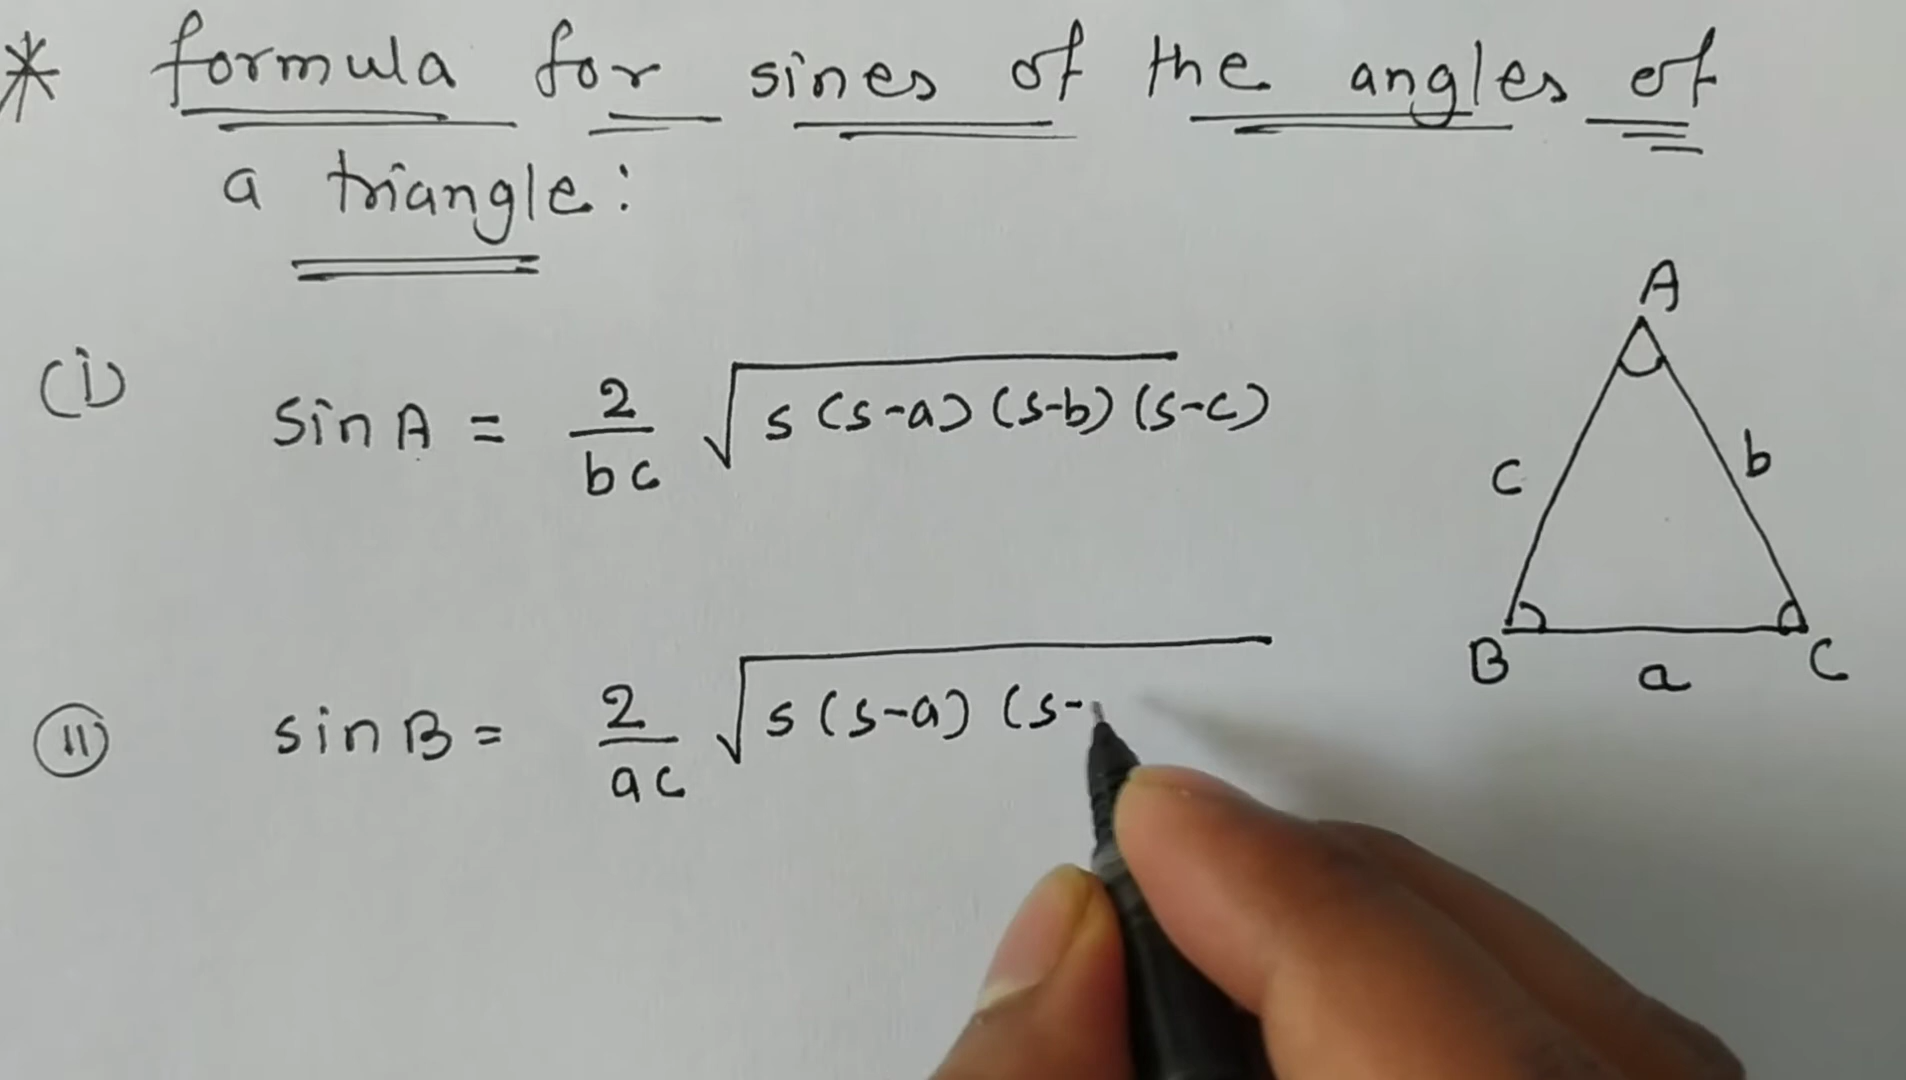 * formula for sines of the angles of
a triangle:
A
(i) sin A = 2/bc √s(s-a)(s-b)(s-c)
c b
B a C
(ii) sin B = 2/ac √s(s-a)(s-